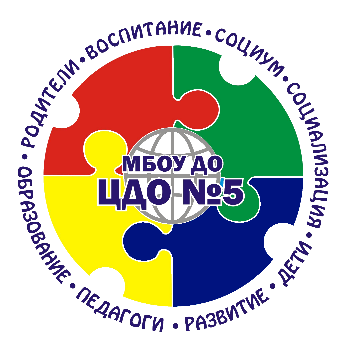 РОДИТЕЛИ • ВОСПИТАНИЕ • СОЦИУМ • СОЦИАЛИЗАЦИЯ • ДЕТИ • РАЗВИТИЕ • ПЕДАГОГИ • ОБРАЗОВАНИЕ •
МБОУ ДО
ЦДО №5